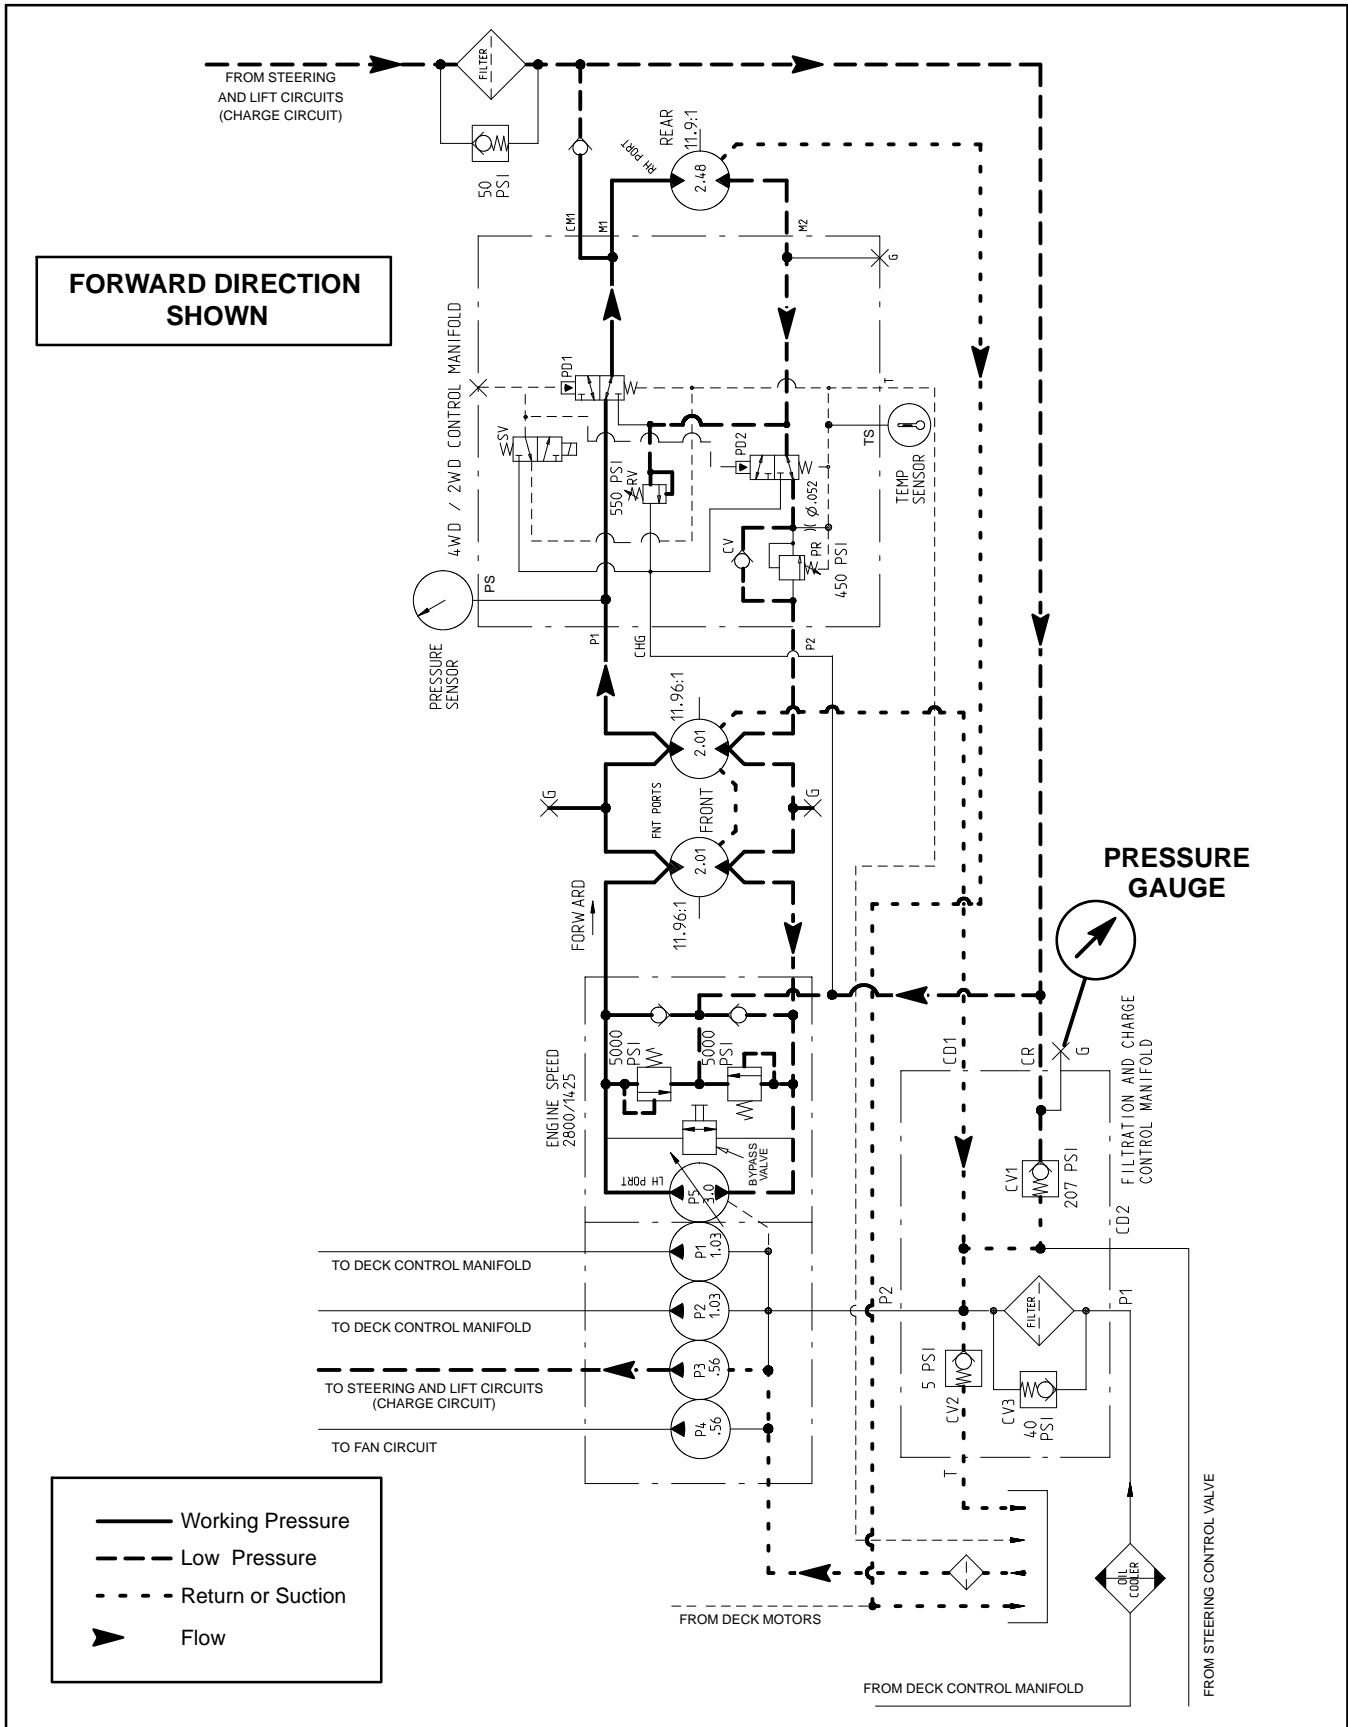 FILTER
FROM STEERING
AND LIFT CIRCUITS
(CHARGE CIRCUIT)
50
PSI
REAR
11.9:1
RH PORT
2.48
CM1
M1
M2
G
FORWARD DIRECTION
SHOWN
4WD / 2WD CONTROL MANIFOLD
PD1
T
SV
PD2
TS
TEMP
SENSOR
550 PSI
RV
Ø.052
CV
PR
450 PSI
PS
PRESSURE
SENSOR
P1
CHG
P2
11.96:1
2.01
G
FNT PORTS
FRONT
G
2.01
11.96:1
FORWARD
PRESSURE
GAUGE
ENGINE SPEED
2800/1425
5000
PSI
5000
PSI
CD1
CR
G
FILTRATION AND CHARGE
CONTROL MANIFOLD
BYPASS
VALVE
LH PORT
P5
3.0
CV1
207 PSI
CD2
P1
1.03
TO DECK CONTROL MANIFOLD
P2
1.03
TO DECK CONTROL MANIFOLD
P2
FILTER
P1
P3
.56
TO STEERING AND LIFT CIRCUITS
(CHARGE CIRCUIT)
5 PSI
CV2
CV3
40
PSI
P4
.56
TO FAN CIRCUIT
T
Working Pressure
Low Pressure
Return or Suction
Flow
OIL
COOLER
FROM DECK MOTORS
FROM DECK CONTROL MANIFOLD
FROM STEERING CONTROL VALVE